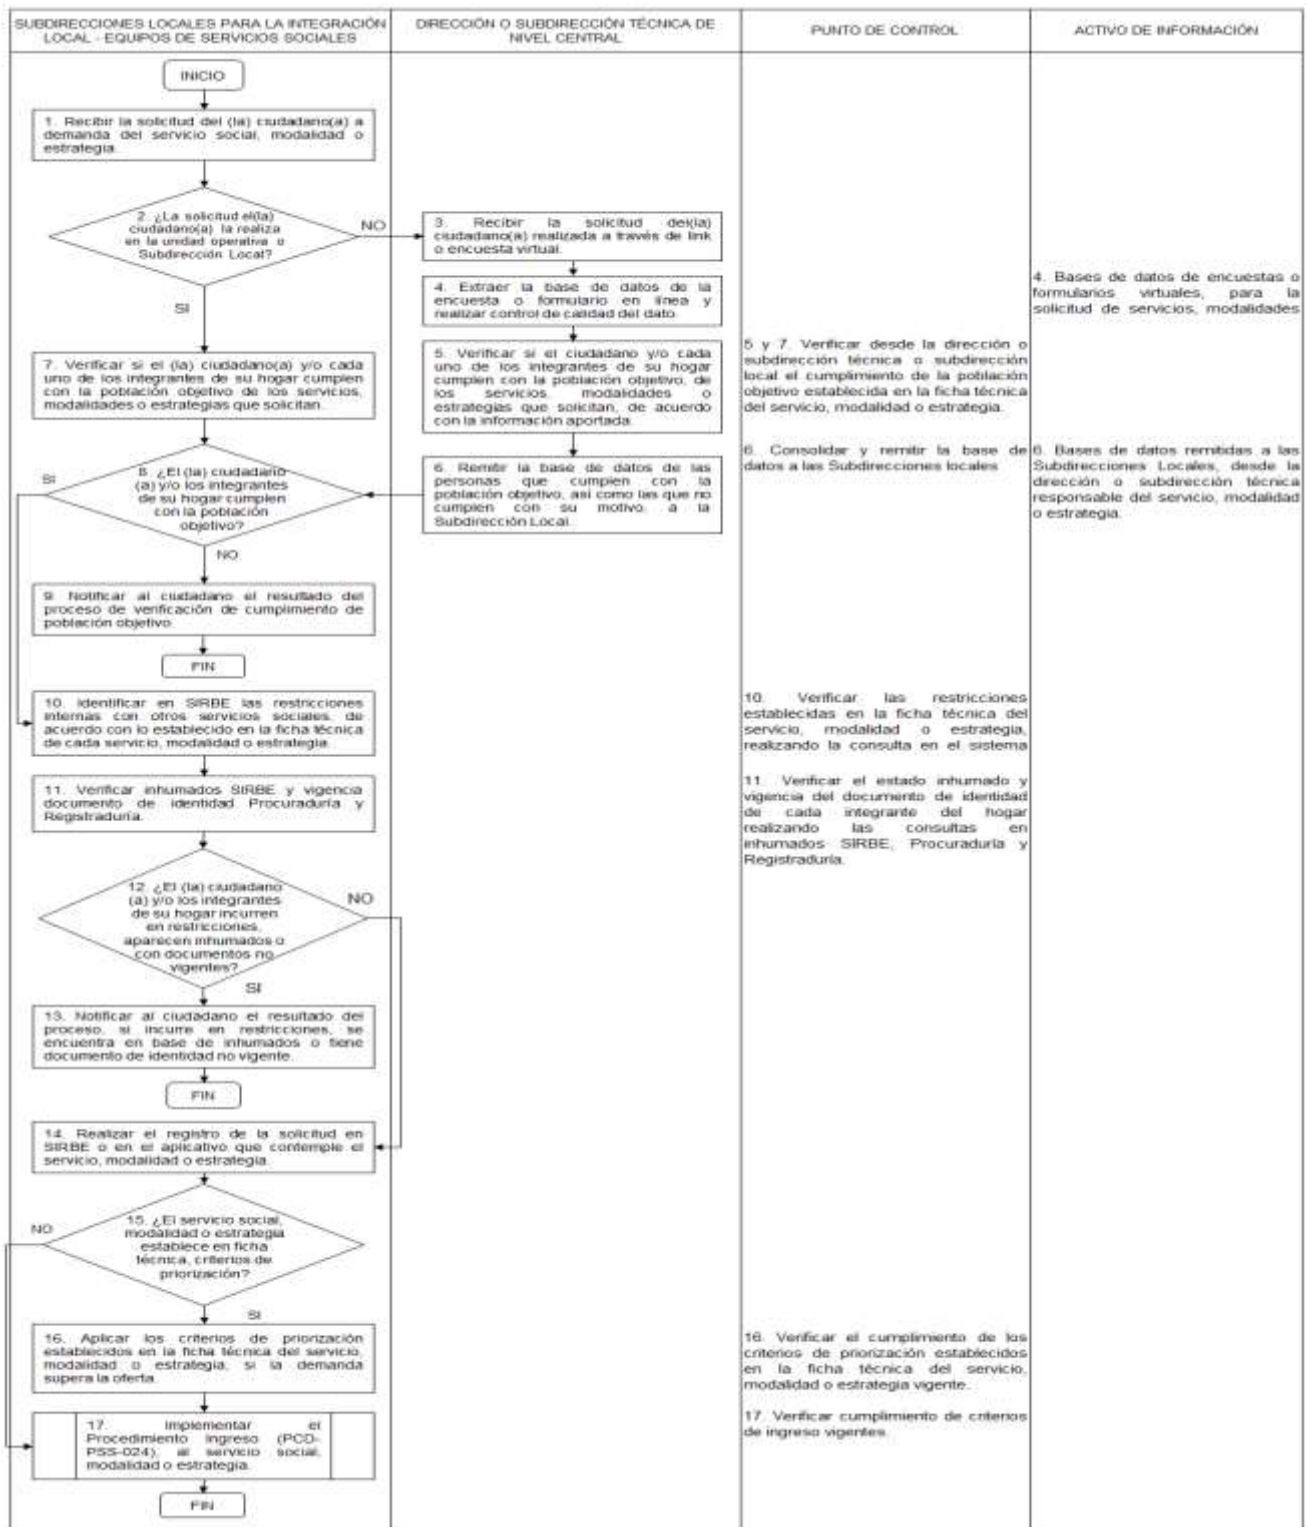 SUBDIRECCIONES LOCALES PARA LA INTEGRACIÓN
LOCAL - EQUIPOS DE SERVICIOS SOCIALES
DIRECCIÓN O SUBDIRECCIÓN TÉCNICA DE
NIVEL CENTRAL
PUNTO DE CONTROL
ACTIVO DE INFORMACIÓN
INICIO
1. Recibir la solicitud del (la) ciudadano(a) a
demanda del servicio social, modalidad o
estrategia.
2. ¿La solicitud el(la)
ciudadano(a) la realiza
en la unidad operativa o
Subdirección Local?
NO
SI
3. Recibir la solicitud del(la)
ciudadano(a) realizada a través de link
o encuesta virtual.
4. Extraer la base de datos de la
encuesta o formulario en línea y
realizar control de calidad del dato.
4. Bases de datos de encuestas o
formularios virtuales, para la
solicitud de servicios, modalidades
7. Verificar si el (la) ciudadano(a) y/o cada
uno de los integrantes de su hogar cumplen
con la población objetivo de los servicios,
modalidades o estrategias que solicitan.
5. Verificar si el ciudadano y/o cada
uno de los integrantes de su hogar
cumplen con la población objetivo, de
los servicios, modalidades o
estrategias que solicitan, de acuerdo
con la información aportada.
5 y 7. Verificar desde la dirección o
subdirección técnica o subdirección
local el cumplimiento de la población
objetivo establecida en la ficha técnica
del servicio, modalidad o estrategia.
SI
8. ¿El (la) ciudadano
(a) y/o los integrantes
de su hogar cumplen
con la población
objetivo?
NO
6. Remitir la base de datos de las
personas que cumplen con la
población objetivo, así como las que no
cumplen con su motivo, a la
Subdirección Local.
6. Consolidar y remitir la base de
datos a las Subdirecciones locales
6. Bases de datos remitidas a las
Subdirecciones Locales, desde la
dirección o subdirección técnica
responsable del servicio, modalidad
o estrategia.
9. Notificar al ciudadano el resultado del
proceso de verificación de cumplimiento de
población objetivo.
FIN
10. Identificar en SIRBE las restricciones
internas con otros servicios sociales, de
acuerdo con lo establecido en la ficha técnica
de cada servicio, modalidad o estrategia.
10. Verificar las restricciones
establecidas en la ficha técnica del
servicio, modalidad o estrategia,
realizando la consulta en el sistema
11. Verificar inhumados SIRBE y vigencia
documento de identidad Procuraduría y
Registraduría.
11. Verificar el estado inhumado y
vigencia del documento de identidad
de cada integrante del hogar
realizando las consultas en
inhumados SIRBE, Procuraduría y
Registraduría.
12. ¿El (la) ciudadano
(a) y/o los integrantes
de su hogar incurren
en restricciones,
aparecen inhumados o
con documentos no
vigentes?
NO
SI
13. Notificar al ciudadano el resultado del
proceso, si incurre en restricciones, se
encuentra en base de inhumados o tiene
documento de identidad no vigente.
FIN
14. Realizar el registro de la solicitud en
SIRBE o en el aplicativo que contemple el
servicio, modalidad o estrategia.
NO
15. ¿El servicio social,
modalidad o estrategia
establece en ficha
técnica, criterios de
priorización?
SI
16. Aplicar los criterios de priorización
establecidos en la ficha técnica del servicio,
modalidad o estrategia, si la demanda
supera la oferta.
16. Verificar el cumplimiento de los
criterios de priorización establecidos
en la ficha técnica del servicio,
modalidad o estrategia vigente.
17. Implementar el
Procedimiento Ingreso (PCD-
PSS-024), al servicio social,
modalidad o estrategia.
17. Verificar cumplimiento de criterios
de ingreso vigentes.
FIN